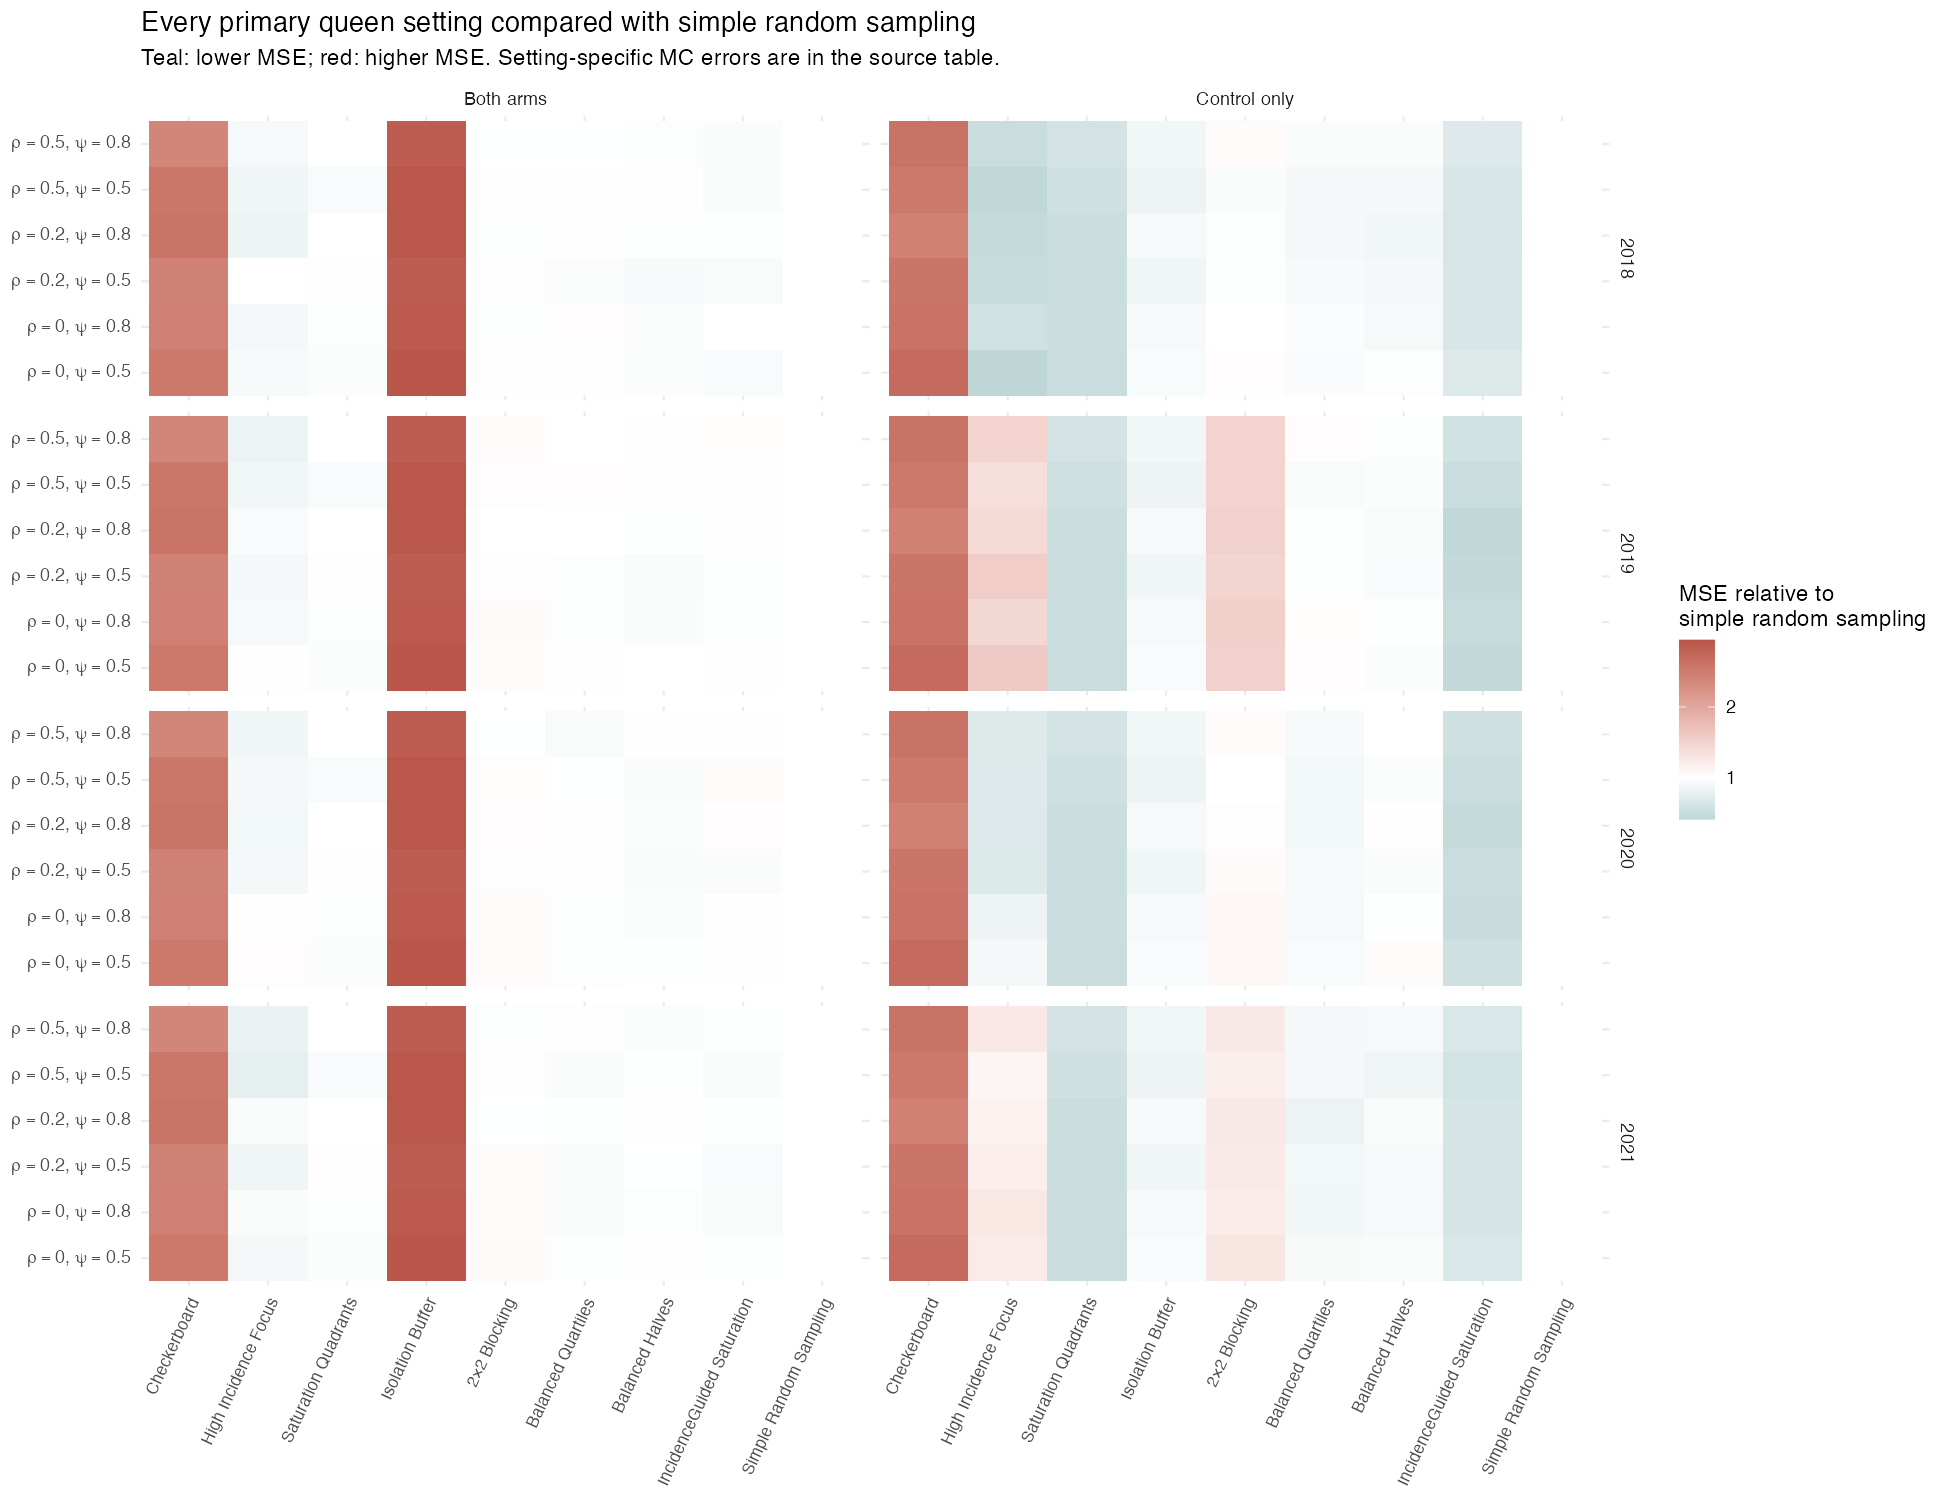 Every primary queen setting compared with simple random sampling
Teal: lower MSE; red: higher MSE. Setting-specific MC errors are in the source table.
Both arms
Control only
ρ = 0.5, ψ = 0.8
ρ = 0.5, ψ = 0.5
ρ = 0.2, ψ = 0.8
ρ = 0.2, ψ = 0.5
ρ = 0, ψ = 0.8
ρ = 0, ψ = 0.5
2018
ρ = 0.5, ψ = 0.8
ρ = 0.5, ψ = 0.5
ρ = 0.2, ψ = 0.8
ρ = 0.2, ψ = 0.5
ρ = 0, ψ = 0.8
ρ = 0, ψ = 0.5
2019
ρ = 0.5, ψ = 0.8
ρ = 0.5, ψ = 0.5
ρ = 0.2, ψ = 0.8
ρ = 0.2, ψ = 0.5
ρ = 0, ψ = 0.8
ρ = 0, ψ = 0.5
2020
ρ = 0.5, ψ = 0.8
ρ = 0.5, ψ = 0.5
ρ = 0.2, ψ = 0.8
ρ = 0.2, ψ = 0.5
ρ = 0, ψ = 0.8
ρ = 0, ψ = 0.5
2021
Checkerboard
High Incidence Focus
Saturation Quadrants
Isolation Buffer
2x2 Blocking
Balanced Quartiles
Balanced Halves
IncidenceGuided Saturation
Simple Random Sampling
Checkerboard
High Incidence Focus
Saturation Quadrants
Isolation Buffer
2x2 Blocking
Balanced Quartiles
Balanced Halves
IncidenceGuided Saturation
Simple Random Sampling
MSE relative to
simple random sampling
2
1